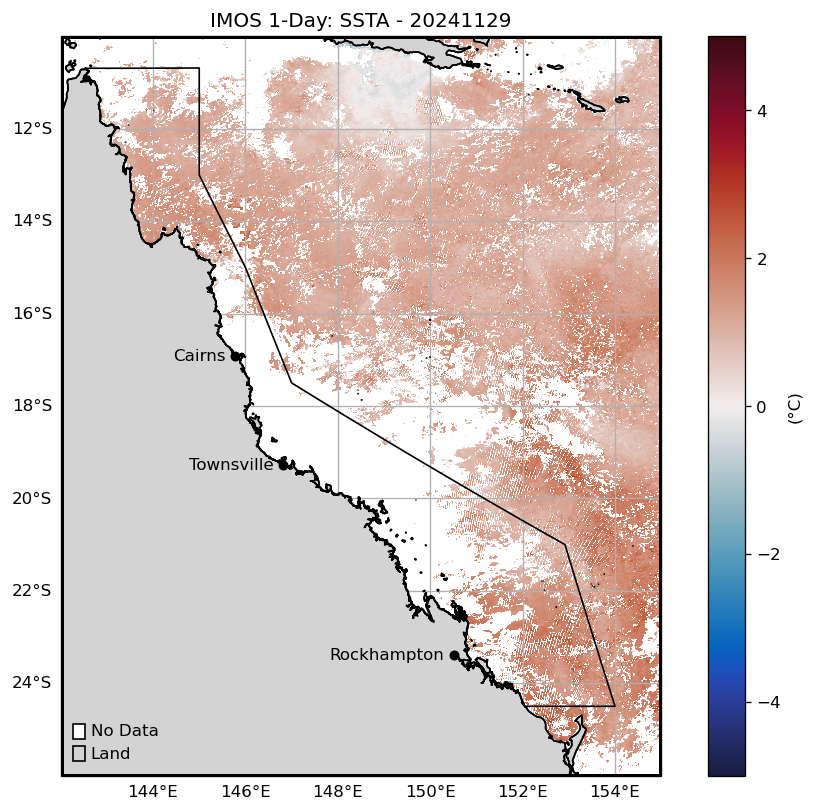 IMOS 1-Day: SSTA - 20241129
12°S
14°S
16°S
18°S
20°S
22°S
24°S
Cairns
Townsville
Rockhampton
No Data
Land
144°E 146°E 148°E 150°E 152°E 154°E
4
2
0
−2
−4
(°C)